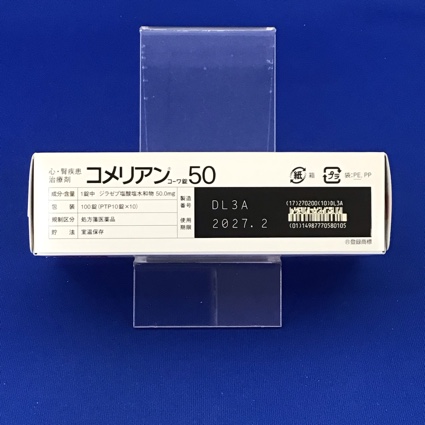 心・腎疾患
治療剤
コメリアン コーワ錠 50
紙 箱
プラ 袋:PE, PP
成分・含量 1錠中 ジラゼプ塩酸塩水和物 50.0mg
包装 100錠(PTP10錠×10)
規制区分 処方箋医薬品
貯法 室温保存
製造番号 DL3A
使用期限 2027.2
(17)270200(10)DL3A
(01)14987770580105
®登録商標